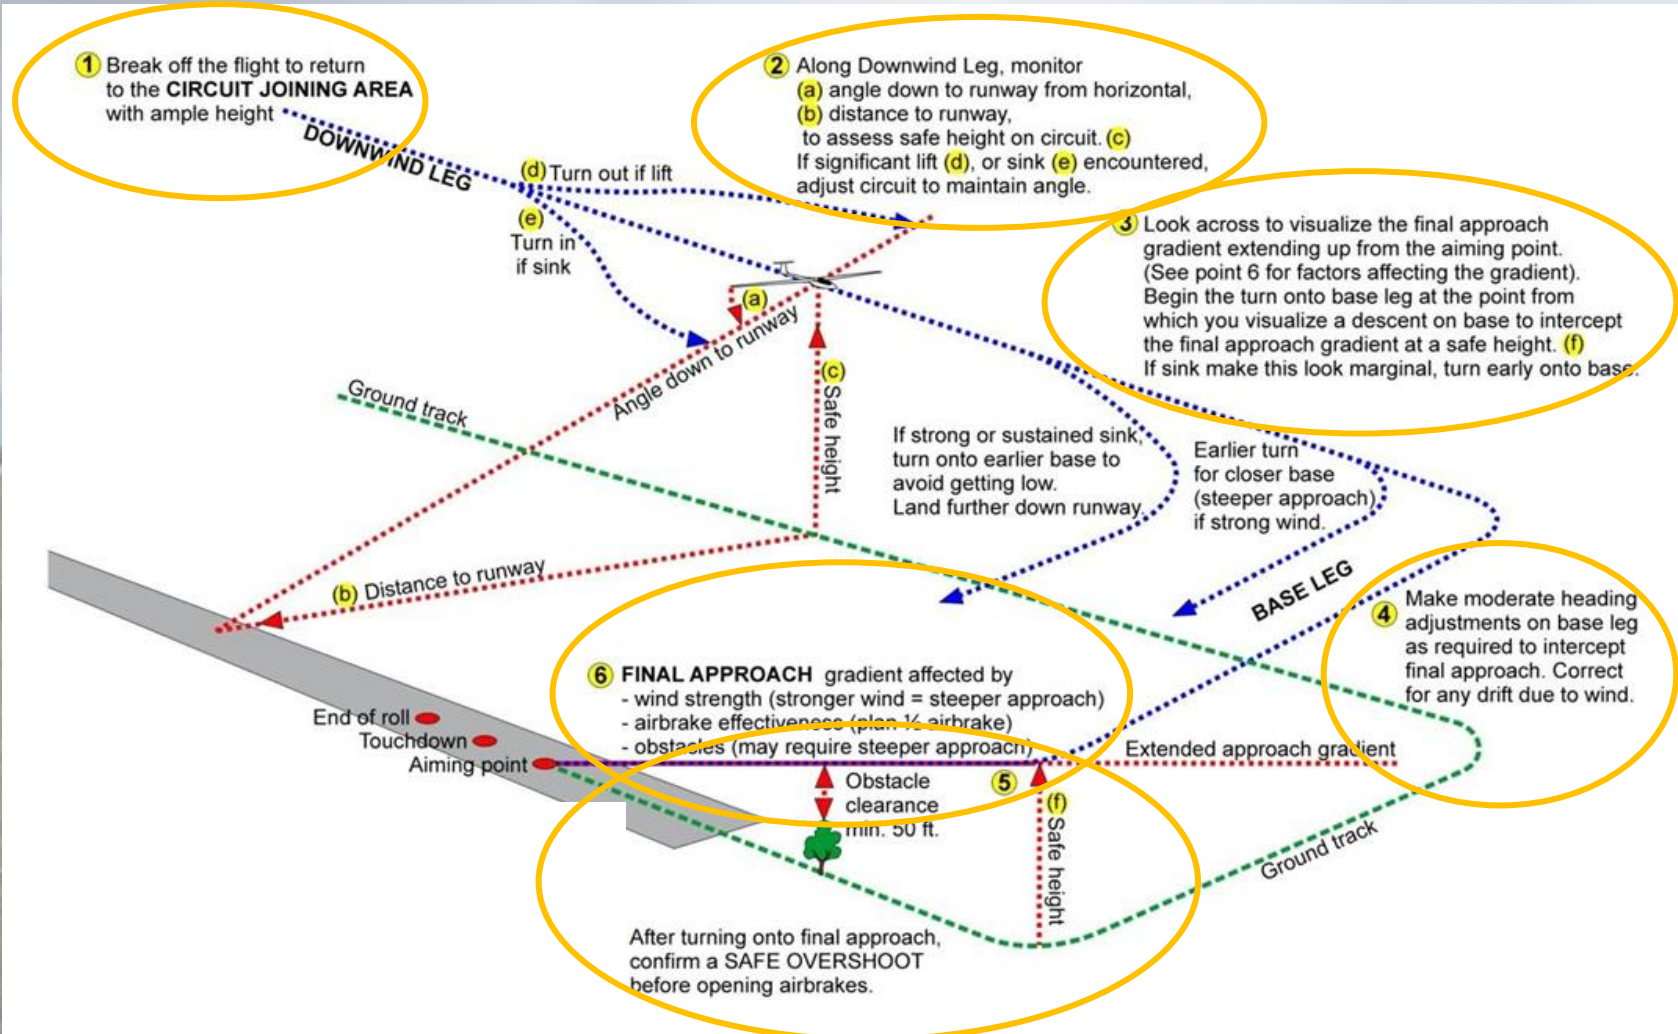 1 Break off the flight to return
to the CIRCUIT JOINING AREA
with ample height
DOWNWIND LEG
2 Along Downwind Leg, monitor
(a) angle down to runway from horizontal,
(b) distance to runway,
to assess safe height on circuit. (c)
If significant lift (d), or sink (e) encountered,
adjust circuit to maintain angle.
(d) Turn out if lift
(e)
Turn in
if sink
3 Look across to visualize the final approach
gradient extending up from the aiming point.
(See point 6 for factors affecting the gradient).
Begin the turn onto base leg at the point from
which you visualize a descent on base to intercept
the final approach gradient at a safe height. (f)
If sink make this look marginal, turn early onto base.
(a)
Angle down to runway
(c) Safe height
Ground track
If strong or sustained sink,
turn onto earlier base to
avoid getting low.
Land further down runway.
Earlier turn
for closer base
(steeper approach)
if strong wind.
(b) Distance to runway
BASE LEG
4 Make moderate heading
adjustments on base leg
as required to intercept
final approach. Correct
for any drift due to wind.
6 FINAL APPROACH gradient affected by
- wind strength (stronger wind = steeper approach)
- airbrake effectiveness (plan ½ airbrake)
- obstacles (may require steeper approach)
End of roll
Touchdown
Aiming point
Extended approach gradient
5
Obstacle
clearance
min. 50 ft.
(f) Safe height
Ground track
After turning onto final approach,
confirm a SAFE OVERSHOOT
before opening airbrakes.